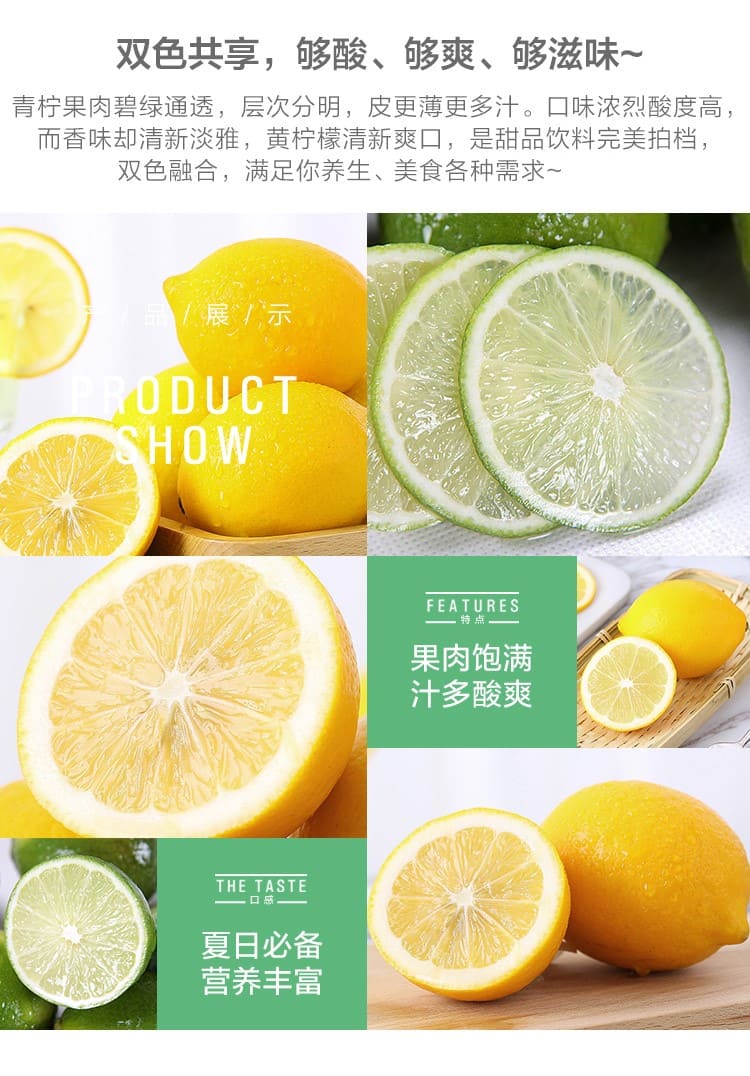 双色共享，够酸、够爽、够滋味~
青柠果肉碧绿通透，层次分明，皮更薄更多汁。口味浓烈酸度高，
而香味却清新淡雅，黄柠檬清新爽口，是甜品饮料完美拍档，
双色融合，满足你养生、美食各种需求~
产/品/展/示
PRODUCT
SHOW
FEATURES
特点
果肉饱满
汁多酸爽
THE TASTE
口感
夏日必备
营养丰富